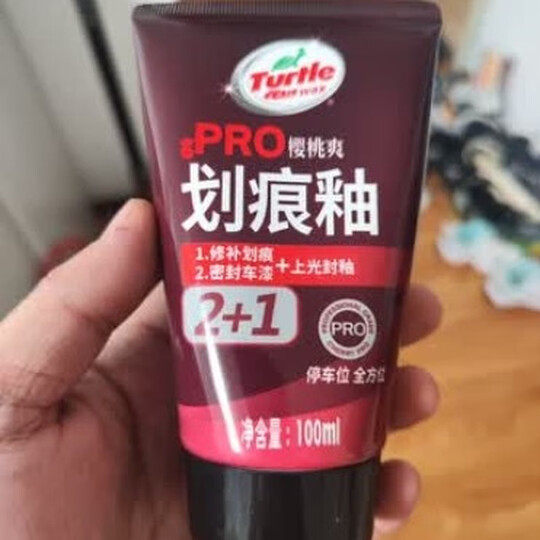 Turtle
WAX
PRO 樱桃爽
划痕釉
1.修补划痕
2.密封车漆
+上光封釉
2+1
PRO
停车位 全方位
净含量：100ml